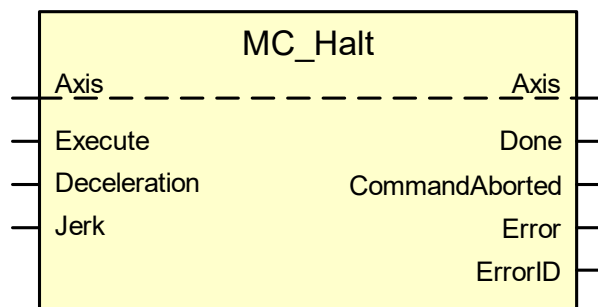 MC_Halt
Axis Axis
Execute Done
Deceleration CommandAborted
Jerk Error
ErrorID